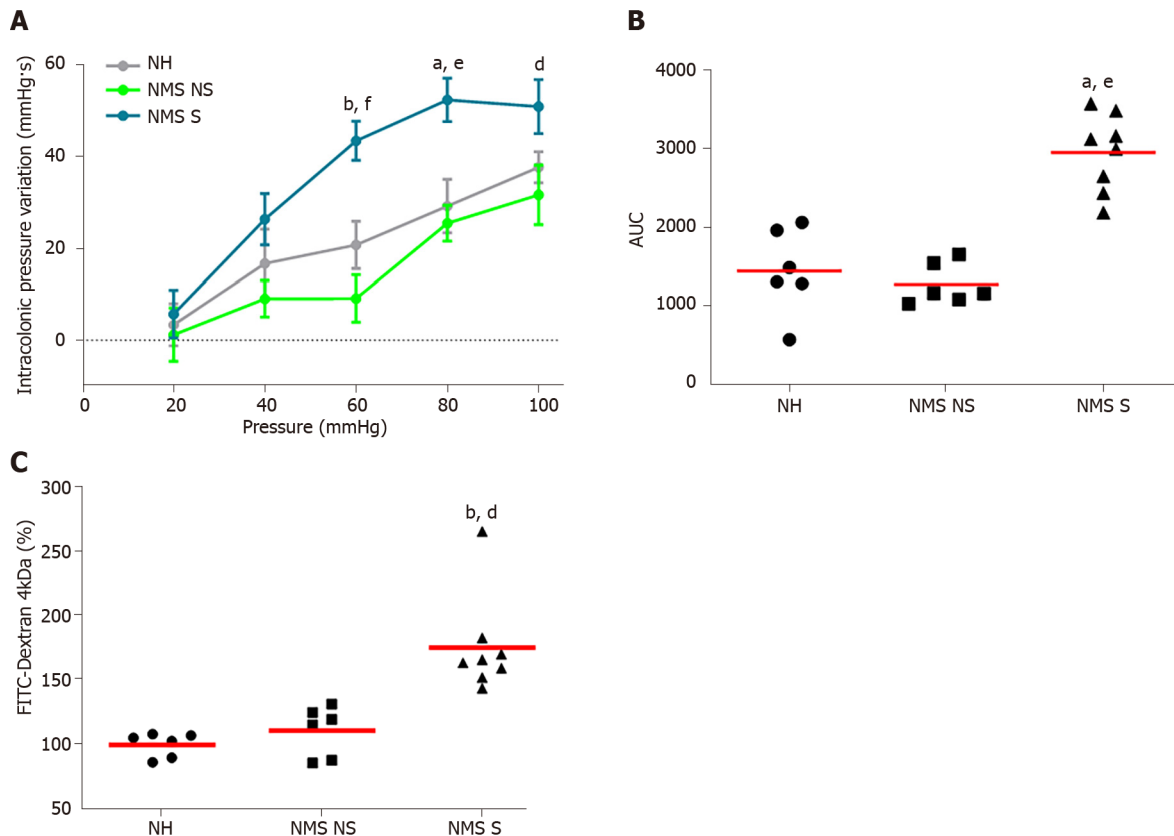 A
Intracolonic pressure variation (mmHg·s)
60
40
20
0
NH
NMS NS
NMS S
b, f
a, e
d
0
20
40
60
80
100
Pressure (mmHg)
B
AUC
4000
3000
2000
1000
0
a, e
NH
NMS NS
NMS S
C
FITC-Dextran 4kDa (%)
300
250
200
150
100
50
b, d
NH
NMS NS
NMS S